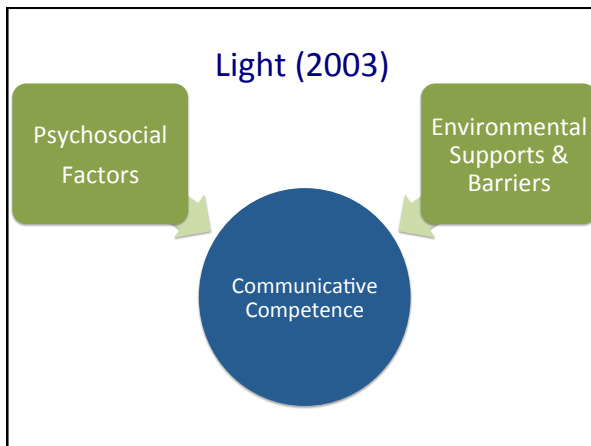 Light (2003)
Psychosocial
Factors
Environmental
Supports &
Barriers
Communicative
Competence